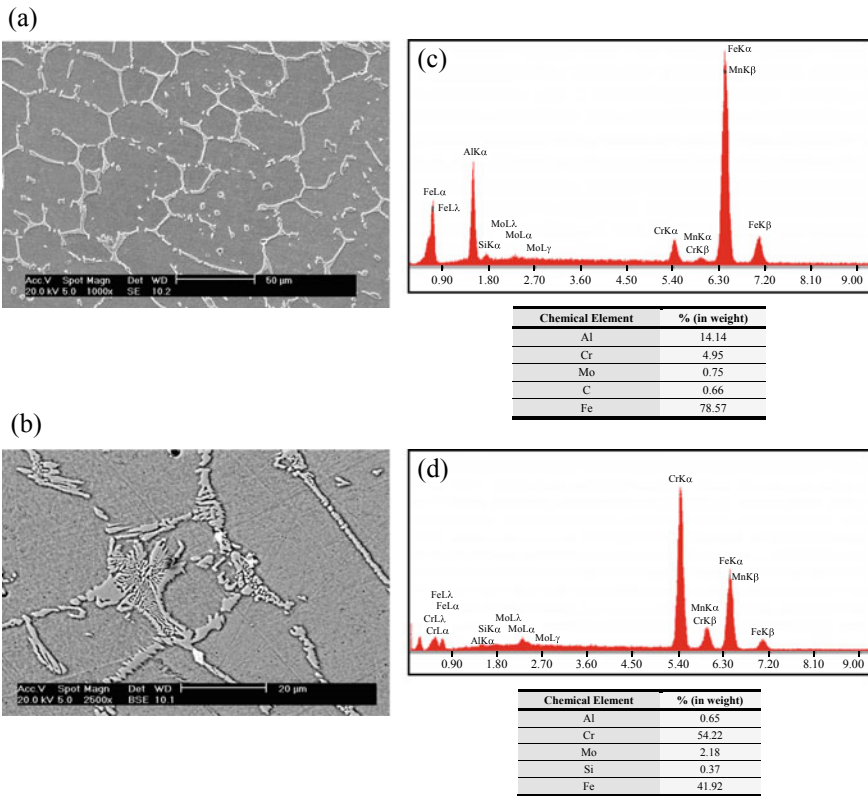 (a)
Acc.V Spot Magn Det WD 50 µm
20.0 kV 5.0 1000x SE 10.2
(c)
FeKα
MnKβ
AlKα
FeLα
FeLλ
MoLλ
MoLα
SiKα
MoLγ
CrKα
MnKα
CrKβ
FeKβ
0.90 1.80 2.70 3.60 4.50 5.40 6.30 7.20 8.10 9.00
Chemical Element % (in weight)
Al 14.14
Cr 4.95
Mo 0.75
C 0.66
Fe 78.57
(b)
Acc.V Spot Magn Det WD 20 µm
20.0 kV 5.0 2500x BSE 10.1
(d)
CrKα
FeKα
MnKβ
FeLλ
FeLα
CrLλ
CrLα
SiKα
AlKα
MoLλ
MoLα
MoLγ
MnKα
CrKβ
FeKβ
0.90 1.80 2.70 3.60 4.50 5.40 6.30 7.20 8.10 9.00
Chemical Element % (in weight)
Al 0.65
Cr 54.22
Mo 2.18
Si 0.37
Fe 41.92